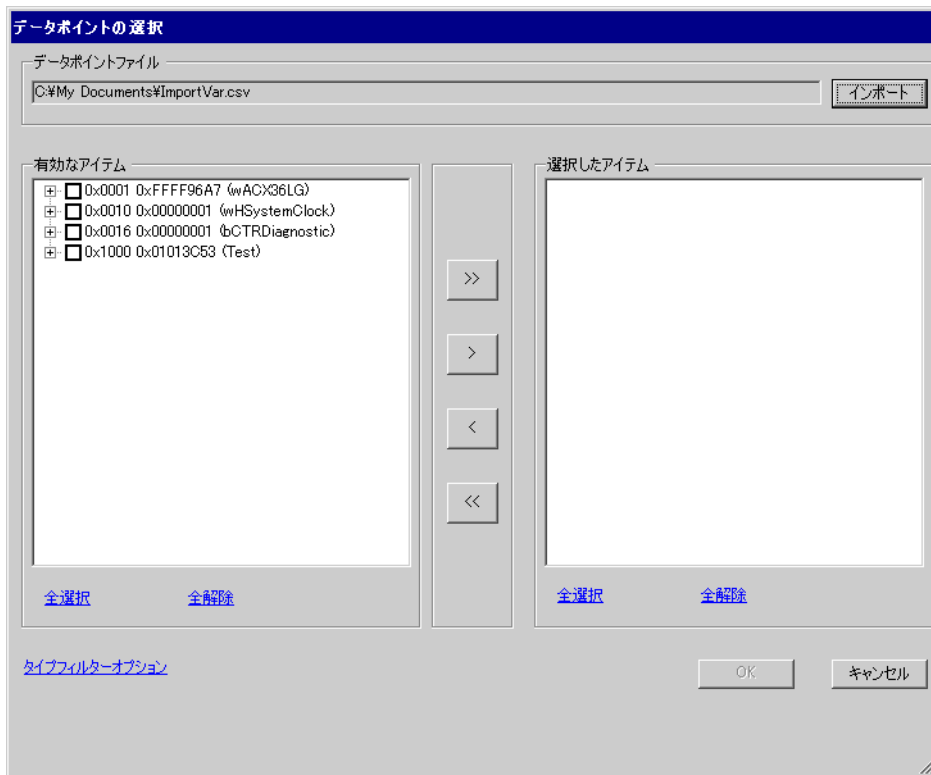 データポイントの選択
データポイントファイル
C:¥My Documents¥ImportVar.csv
インポート
有効なアイテム
0x0001 0xFFFF96A7 (wACX36LG)
0x0010 0x00000001 (wHSystemClock)
0x0016 0x00000001 (bCTRDiagnostic)
0x1000 0x01013C53 (Test)
全選択
全解除
>>
>
<
<<
選択したアイテム
全選択
全解除
タイプフィルターオプション
OK
キャンセル